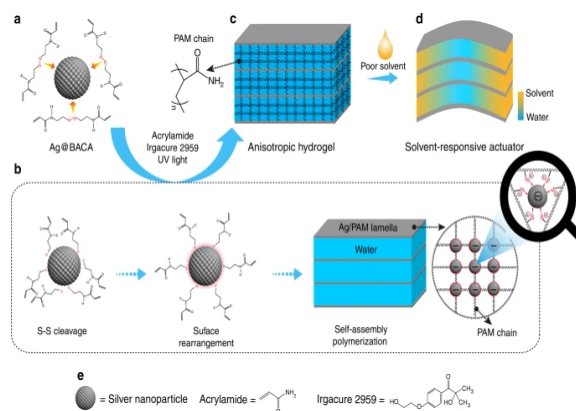 a
c
d
PAM chain
O
NH₂
Poor solvent
Solvent
Water
Acrylamide
Irgacure 2959
UV light
Ag@BACA
Anisotropic hydrogel
Solvent-responsive actuator
b
Ag/PAM lamella
Water
S-S cleavage
Suface
rearrangement
Self-assembly
polymerization
PAM chain
e
= Silver nanoparticle Acrylamide = NH₂ O Irgacure 2959 = HO O CH₃ HO CH₃